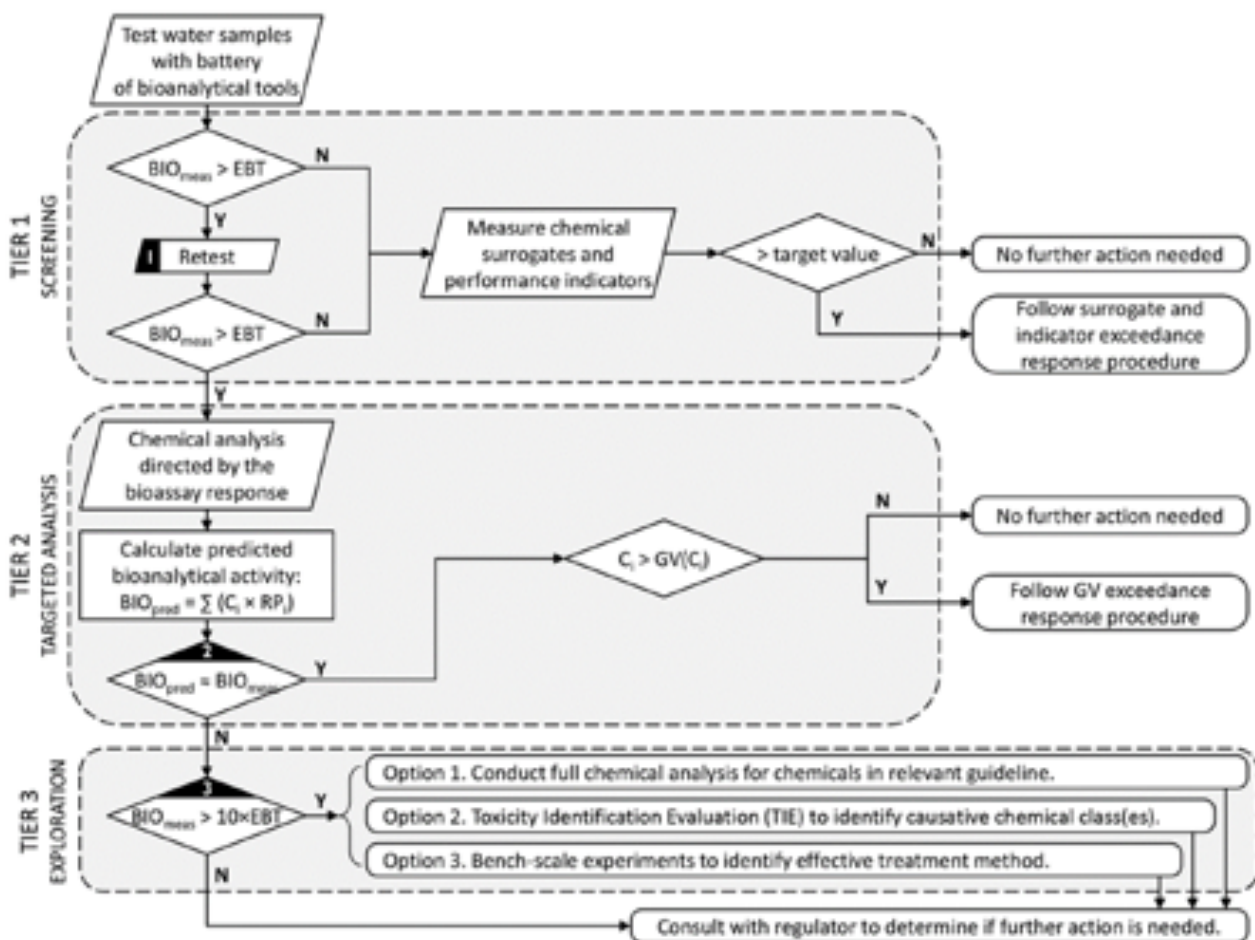 Test water samples
with battery
of bioanalytical tools
TIER 1
SCREENING
BIOmeas > EBT
N
Y
1 Retest
BIOmeas > EBT
N
Y
Measure chemical
surrogates and
performance indicators
> target value
N
Y
No further action needed
Follow surrogate and
indicator exceedance
response procedure
TIER 2
TARGETED ANALYSIS
Chemical analysis
directed by the
bioassay response
Calculate predicted
bioanalytical activity:
BIOpred = ∑ (Ci × RPi)
2
BIOpred = BIOmeas
Y
N
Ci > GV(Ci)
N
Y
No further action needed
Follow GV exceedance
response procedure
TIER 3
EXPLORATION
3
BIOmeas > 10×EBT
Y
N
Option 1. Conduct full chemical analysis for chemicals in relevant guideline.
Option 2. Toxicity Identification Evaluation (TIE) to identify causative chemical class(es).
Option 3. Bench-scale experiments to identify effective treatment method.
Consult with regulator to determine if further action is needed.